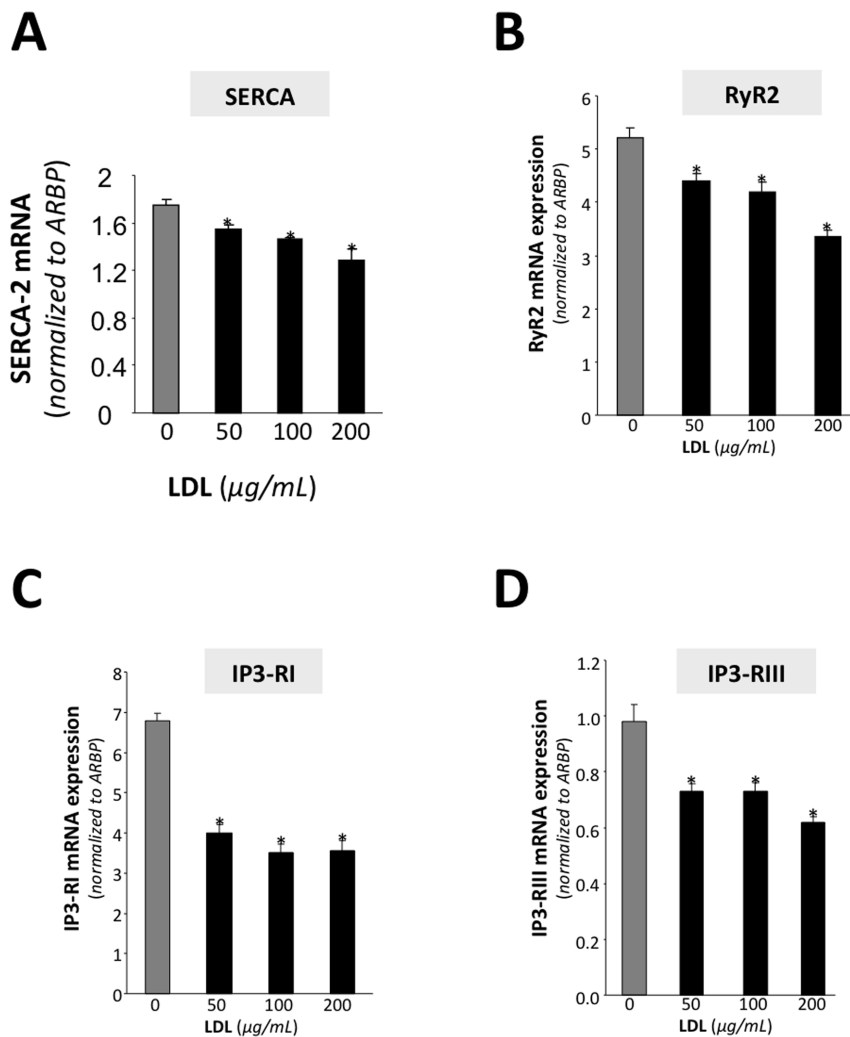 A
SERCA
SERCA-2 mRNA
(normalized to ARBP)
2
1.6
1.2
0.8
0.4
0
* * *
0 50 100 200
LDL (µg/mL)
B
RyR2
RyR2 mRNA expression
(normalized to ARBP)
6
5
4
3
2
1
0
* * *
0 50 100 200
LDL (µg/mL)
C
IP3-RI
IP3-RI mRNA expression
(normalized to ARBP)
8
7
6
5
4
3
2
1
0
* * *
0 50 100 200
LDL (µg/mL)
D
IP3-RIII
IP3-RIII mRNA expression
(normalized to ARBP)
1.2
1.0
0.8
0.6
0.4
0.2
0.0
* * *
0 50 100 200
LDL (µg/mL)